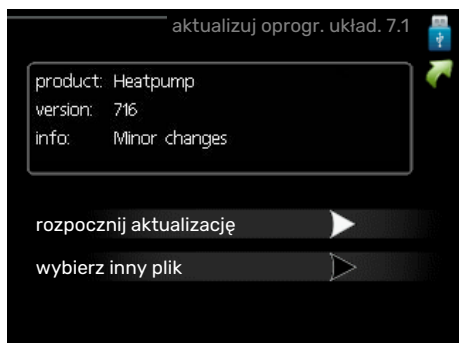 aktualizuj oprogr. układ. 7.1
product: Heatpump
version: 716
info: Minor changes
rozpocznij aktualizację
wybierz inny plik